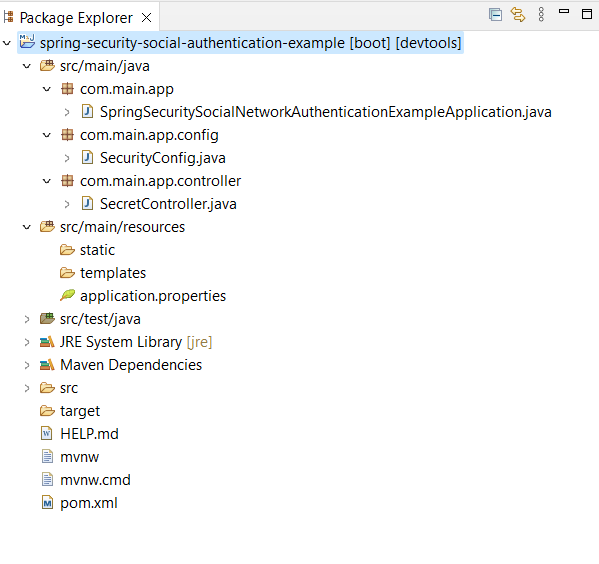 Package Explorer
spring-security-social-authentication-example [boot] [devtools]
src/main/java
com.main.app
SpringSecuritySocialNetworkAuthenticationExampleApplication.java
com.main.app.config
SecurityConfig.java
com.main.app.controller
SecretController.java
src/main/resources
static
templates
application.properties
src/test/java
JRE System Library [jre]
Maven Dependencies
src
target
HELP.md
mvnw
mvnw.cmd
pom.xml